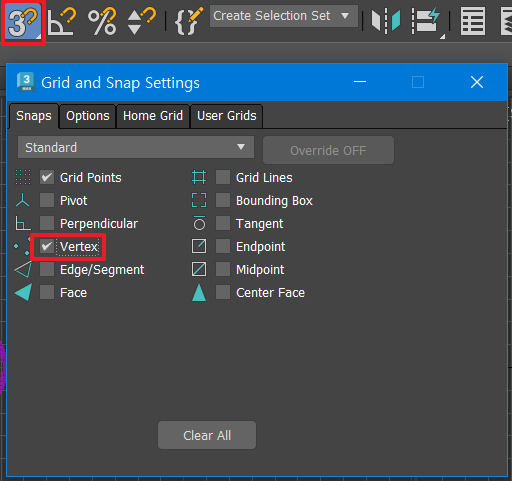 3
%
{
Create Selection Set
3
Grid and Snap Settings
Snaps
Options
Home Grid
User Grids
Standard
Override OFF
Grid Points
Grid Lines
Pivot
Bounding Box
Perpendicular
Tangent
Vertex
Endpoint
Edge/Segment
Midpoint
Face
Center Face
Clear All